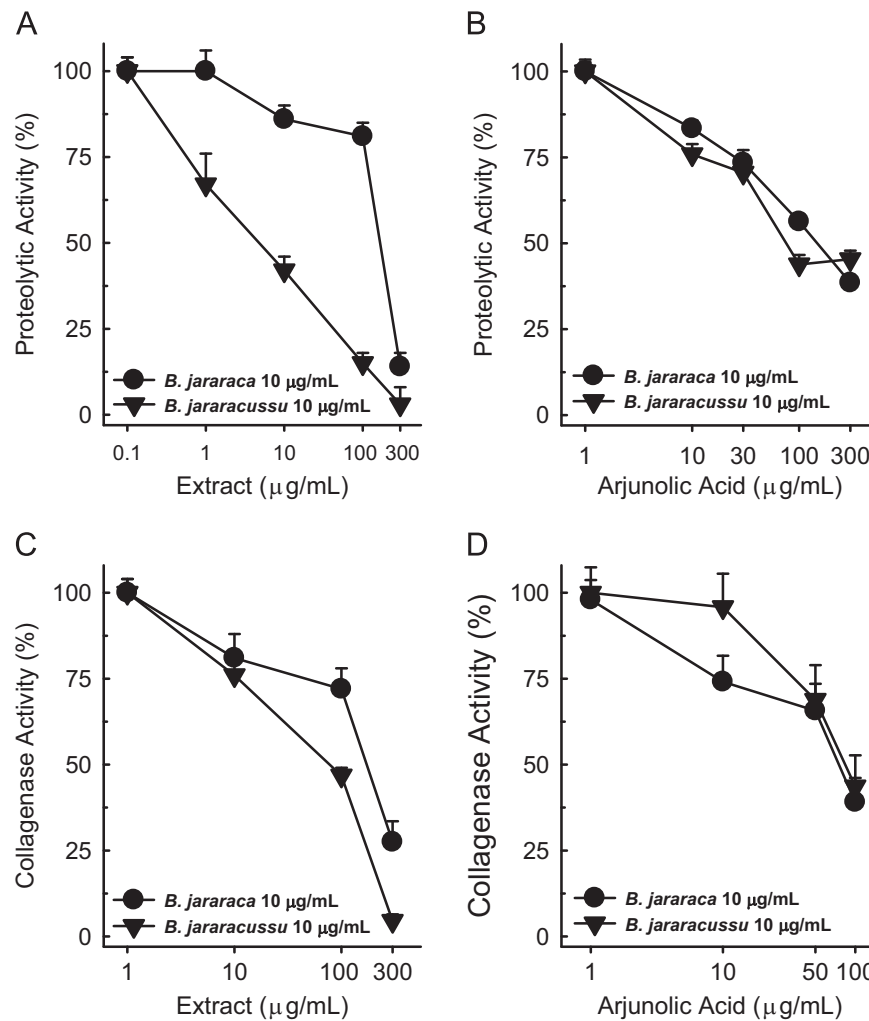 A
Proteolytic Activity (%)
100
75
50
25
0
B. jararaca 10 μg/mL
B. jararacussu 10 μg/mL
0.1 1 10 100 300
Extract (μg/mL)
B
Proteolytic Activity (%)
100
75
50
25
0
B. jararaca 10 μg/mL
B. jararacussu 10 μg/mL
1 10 30 100 300
Arjunolic Acid (μg/mL)
C
Collagenase Activity (%)
100
75
50
25
0
B. jararaca 10 μg/mL
B. jararacussu 10 μg/mL
1 10 100 300
Extract (μg/mL)
D
Collagenase Activity (%)
100
75
50
25
0
B. jararaca 10 μg/mL
B. jararacussu 10 μg/mL
1 10 50 100
Arjunolic Acid (μg/mL)